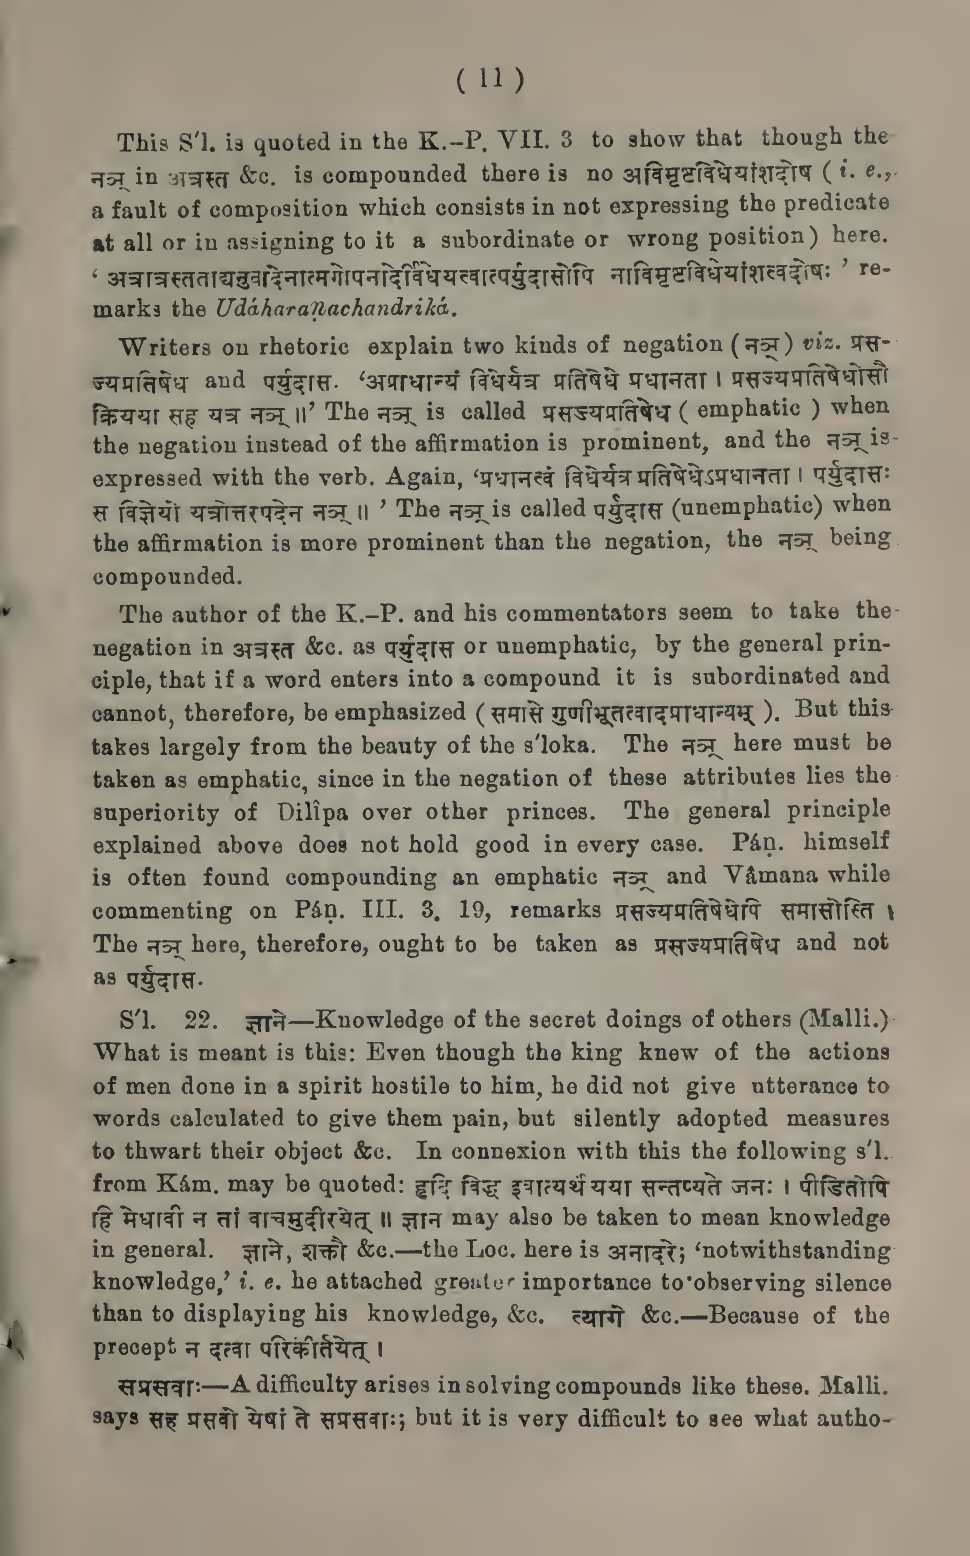 ( 11 )
This S'l. is quoted in the K.-P. VII. 3 to show that though the
नञ् in अत्रस्त &c. is compounded there is no अविमृष्टविधेयांशदोष ( i. e.,
a fault of composition which consists in not expressing the predicate
at all or in assigning to it a subordinate or wrong position) here.
‘ अत्रात्रस्तताद्यनुवादेनात्मगोपनादेर्विधेयत्वात्पर्युदासोपि नाविमृष्टविधेयांशत्वदोषः ’ re-
marks the Udáharaṇachandriká.
Writers on rhetoric explain two kinds of negation ( नञ् ) viz. प्रस-
ज्यप्रतिषेध and पर्युदास. ‘अप्राधान्यं विधेर्यत्र प्रतिषेधे प्रधानता । प्रसज्यप्रतिषेधोसौ
क्रियया सह यत्र नञ् ॥’ The नञ् is called प्रसज्यप्रतिषेध ( emphatic ) when
the negation instead of the affirmation is prominent, and the नञ् is
expressed with the verb. Again, ‘प्रधानत्वं विधेर्यत्र प्रतिषेधेऽप्रधानता । पर्युदासः
स विज्ञेयो यत्रोत्तरपदेन नञ् ॥ ’ The नञ् is called पर्युदास (unemphatic) when
the affirmation is more prominent than the negation, the नञ् being
compounded.
The author of the K.-P. and his commentators seem to take the
negation in अत्रस्त &c. as पर्युदास or unemphatic, by the general prin-
ciple, that if a word enters into a compound it is subordinated and
cannot, therefore, be emphasized ( समासे गुणीभूतत्वादप्राधान्यम् ). But this
takes largely from the beauty of the s'loka. The नञ् here must be
taken as emphatic, since in the negation of these attributes lies the
superiority of Dilîpa over other princes. The general principle
explained above does not hold good in every case. Páṇ. himself
is often found compounding an emphatic नञ् and Vâmana while
commenting on Páṇ. III. 3. 19, remarks प्रसज्यप्रतिषेधेपि समासोस्ति ।
The नञ् here, therefore, ought to be taken as प्रसज्यप्रतिषेध and not
as पर्युदास.
S'l. 22. ज्ञाने—Knowledge of the secret doings of others (Malli.)
What is meant is this: Even though the king knew of the actions
of men done in a spirit hostile to him, he did not give utterance to
words calculated to give them pain, but silently adopted measures
to thwart their object &c. In connexion with this the following s'l.
from Kám. may be quoted: हृदि विद्ध इवात्यर्थं यया सन्तप्यते जनः । पीडितोपि
हि मेधावी न तां वाचमुदीरयेत् ॥ ज्ञान may also be taken to mean knowledge
in general. ज्ञाने, शक्तौ &c.—the Loc. here is अनादरे; ‘notwithstanding
knowledge,’ i. e. he attached greater importance to observing silence
than to displaying his knowledge, &c. त्यागे &c.—Because of the
precept न दत्वा परिकीर्तयेत् ।
सप्रसवाः—A difficulty arises in solving compounds like these. Malli.
says सह प्रसवो येषां ते सप्रसवाः; but it is very difficult to see what autho-